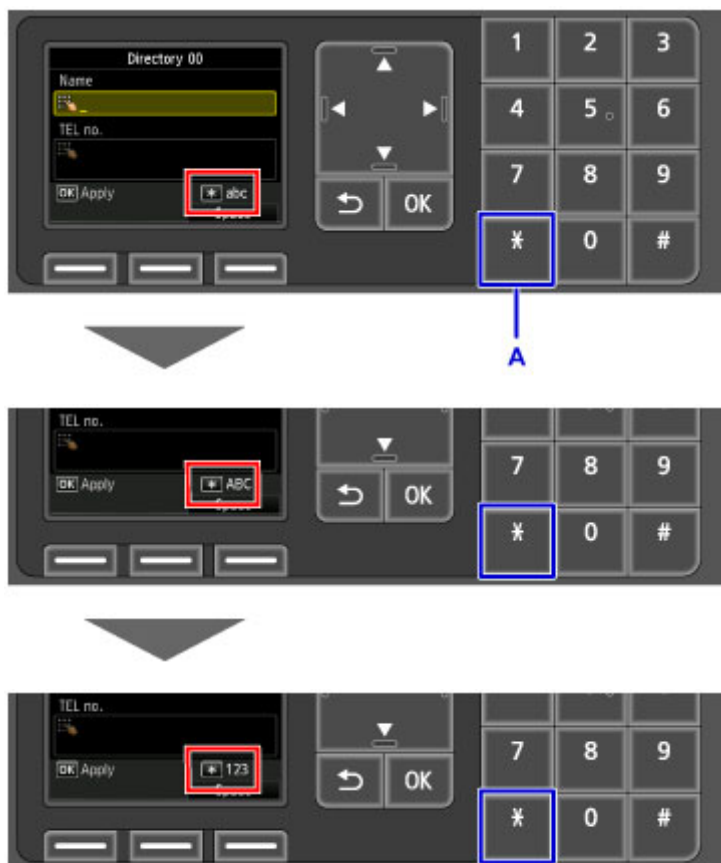 Directory 00
Name
TEL no.
OK Apply
* abc
OK
1 2 3
4 5 6
7 8 9
* 0 #
A
TEL no.
OK Apply
* ABC
OK
7 8 9
* 0 #
TEL no.
OK Apply
* 123
OK
7 8 9
* 0 #